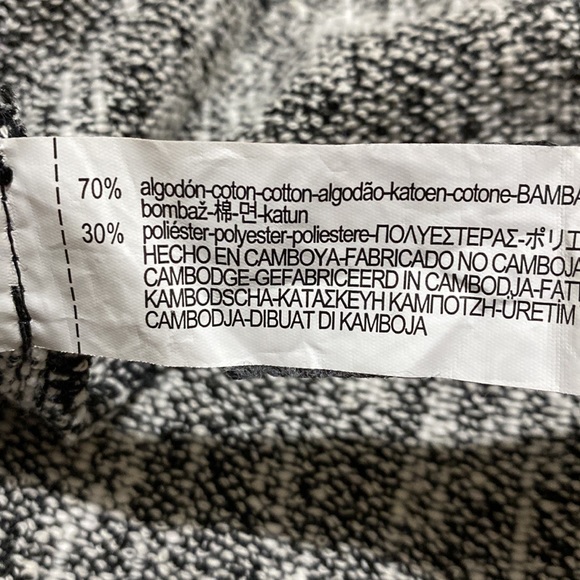 70% algodón-coton-cotton-algodão-katoen-cotone-BAMBA
bombaž-棉-면-katun
30% poliéster-polyester-poliestere-ΠΟΛΥΕΣΤΕΡΑΣ-ポリエ
HECHO EN CAMBOYA-FABRICADO NO CAMBOJA
CAMBODGE-GEFABRICEERD IN CAMBODJA-FATT
KAMBODSCHA-ΚΑΤΑΣΚΕΥΗ ΚΑΜΠΟΤΖΗ-ÜRETİM
CAMBODJA-DIBUAT DI KAMBOJA